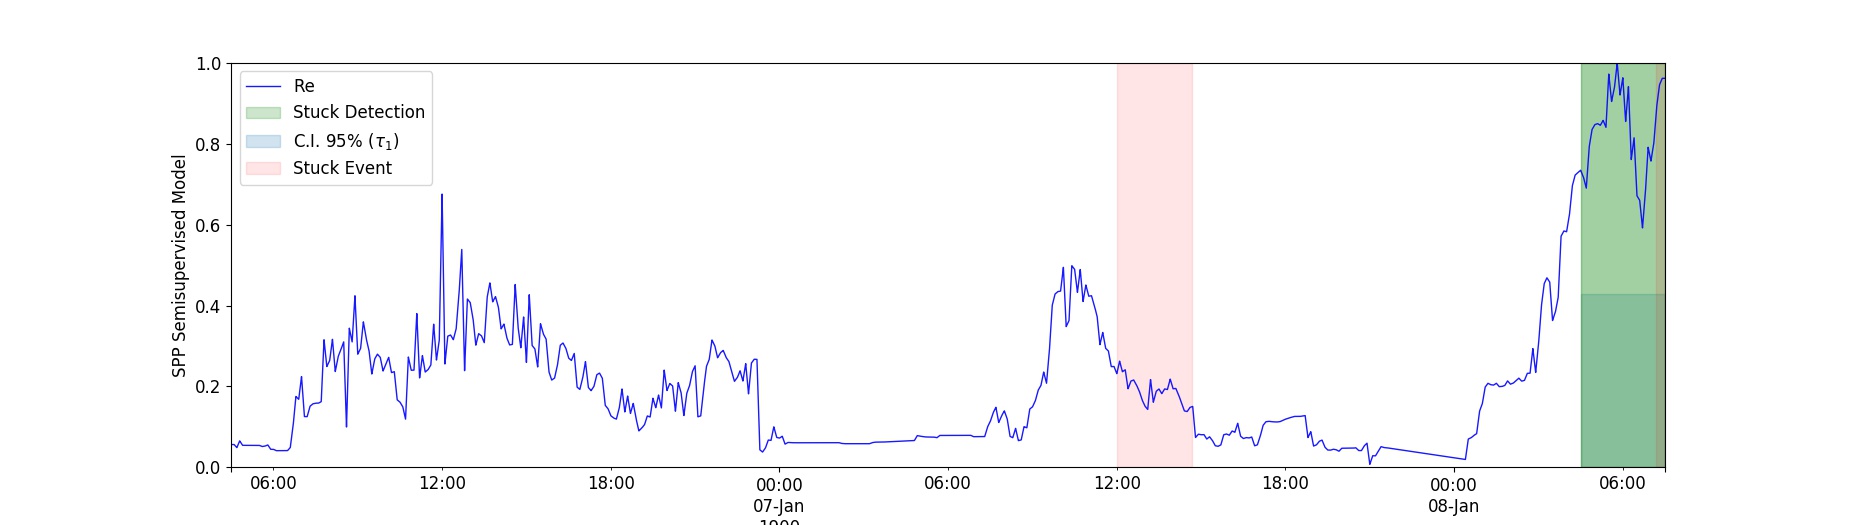 1.0
0.8
0.6
0.4
0.2
0.0
SPP Semisupervised Model
Re
Stuck Detection
C.I. 95% (τ₁)
Stuck Event
06:00 12:00 18:00 00:00 06:00 12:00 18:00 00:00 06:00
07-Jan 08-Jan
1900